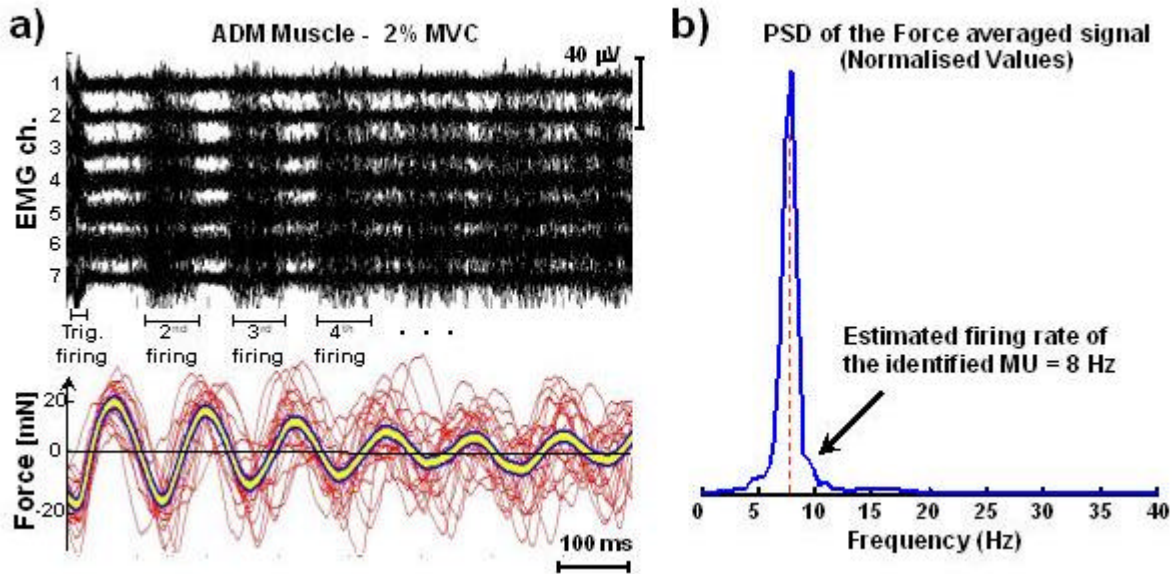 a)
ADM Muscle - 2% MVC
40 µV
EMG ch.
1
2
3
4
5
6
7
Trig. firing
2nd firing
3rd firing
4th firing
. . .
Force [mN]
20
0
-20
100 ms
b)
PSD of the Force averaged signal
(Normalised Values)
Estimated firing rate of
the identified MU = 8 Hz
0 5 10 15 20 25 30 35 40
Frequency (Hz)